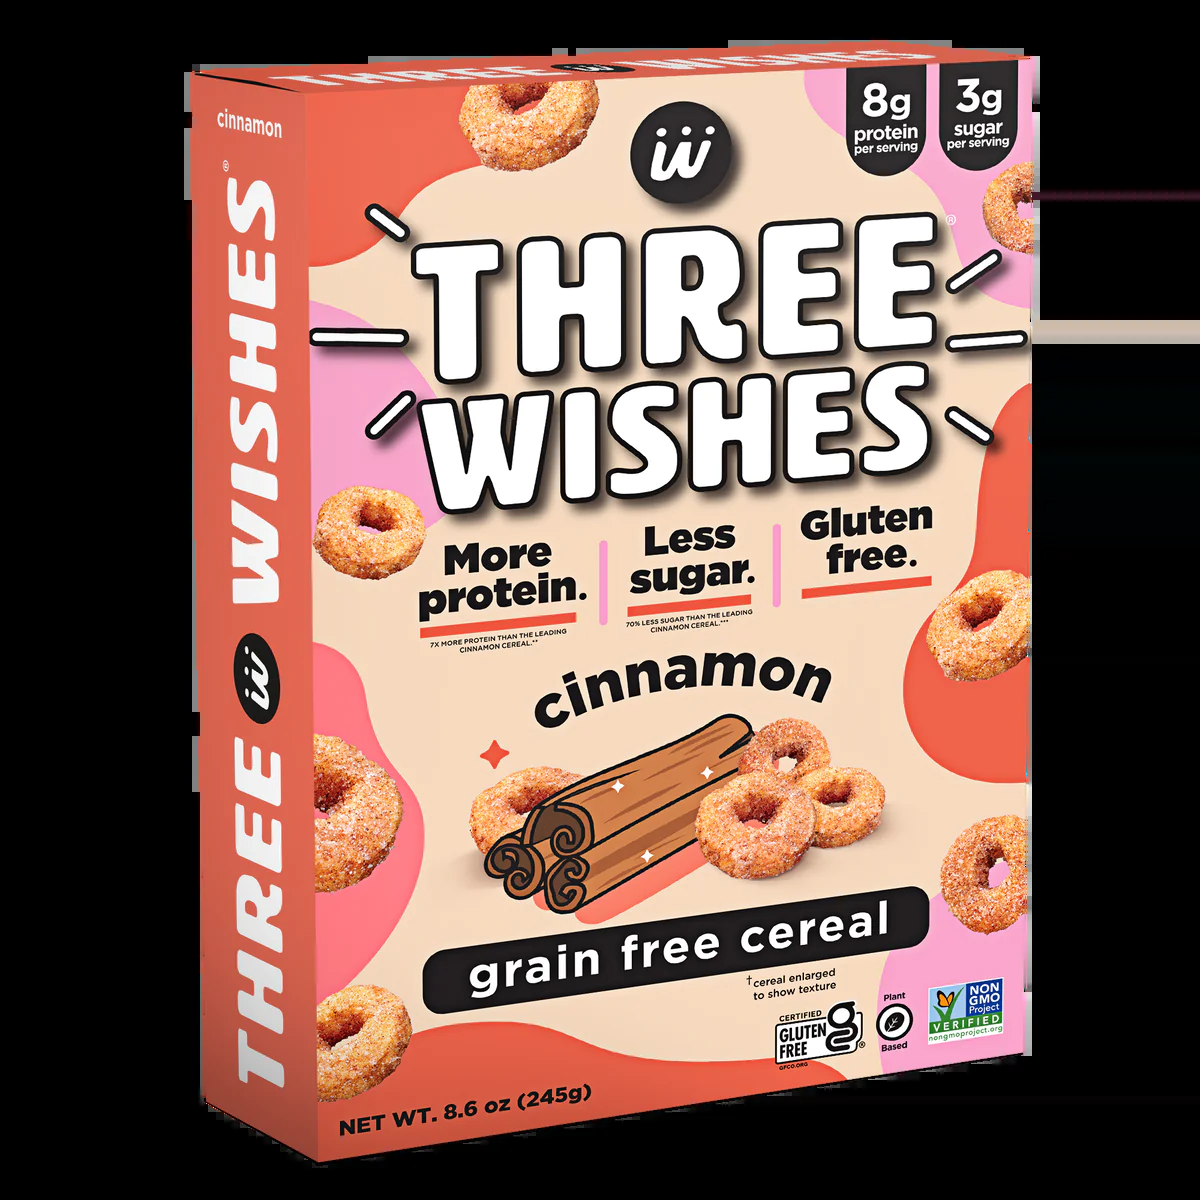 THREE WISHES
cinnamon
THREE WISHES®
8g
protein
per serving
3g
sugar
per serving
THREE
WISHES
®
More
protein.
7X MORE PROTEIN THAN THE LEADING
CINNAMON CEREAL.**
Less
sugar.
70% LESS SUGAR THAN THE LEADING
CINNAMON CEREAL.***
Gluten
free.
cinnamon
grain free cereal
†cereal enlarged
to show texture
CERTIFIED
GLUTEN
FREE
®
GFCO.ORG
Plant
Based
NON
GMO
Project
VERIFIED
nongmoproject.org
NET WT. 8.6 oz (245g)